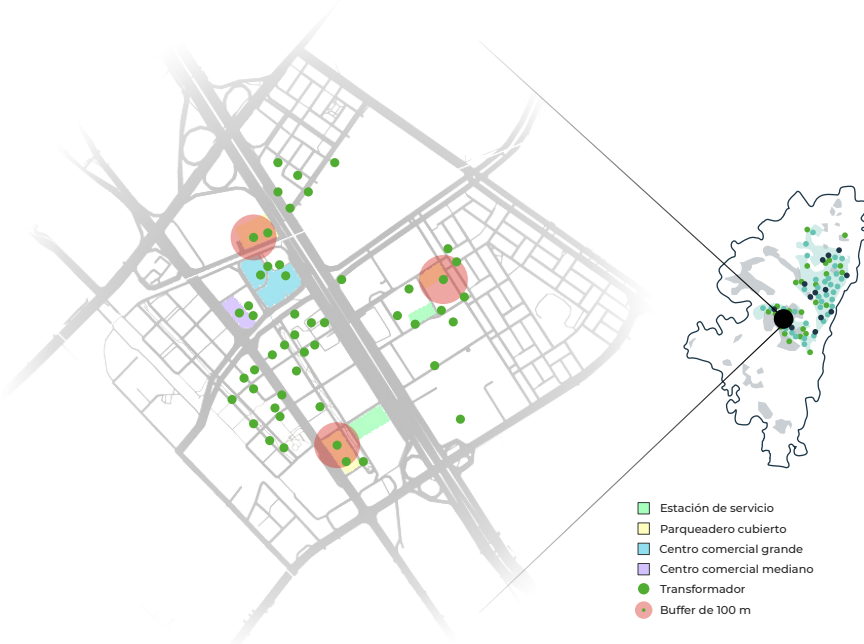 Estación de servicio
Parqueadero cubierto
Centro comercial grande
Centro comercial mediano
Transformador
Buffer de 100 m